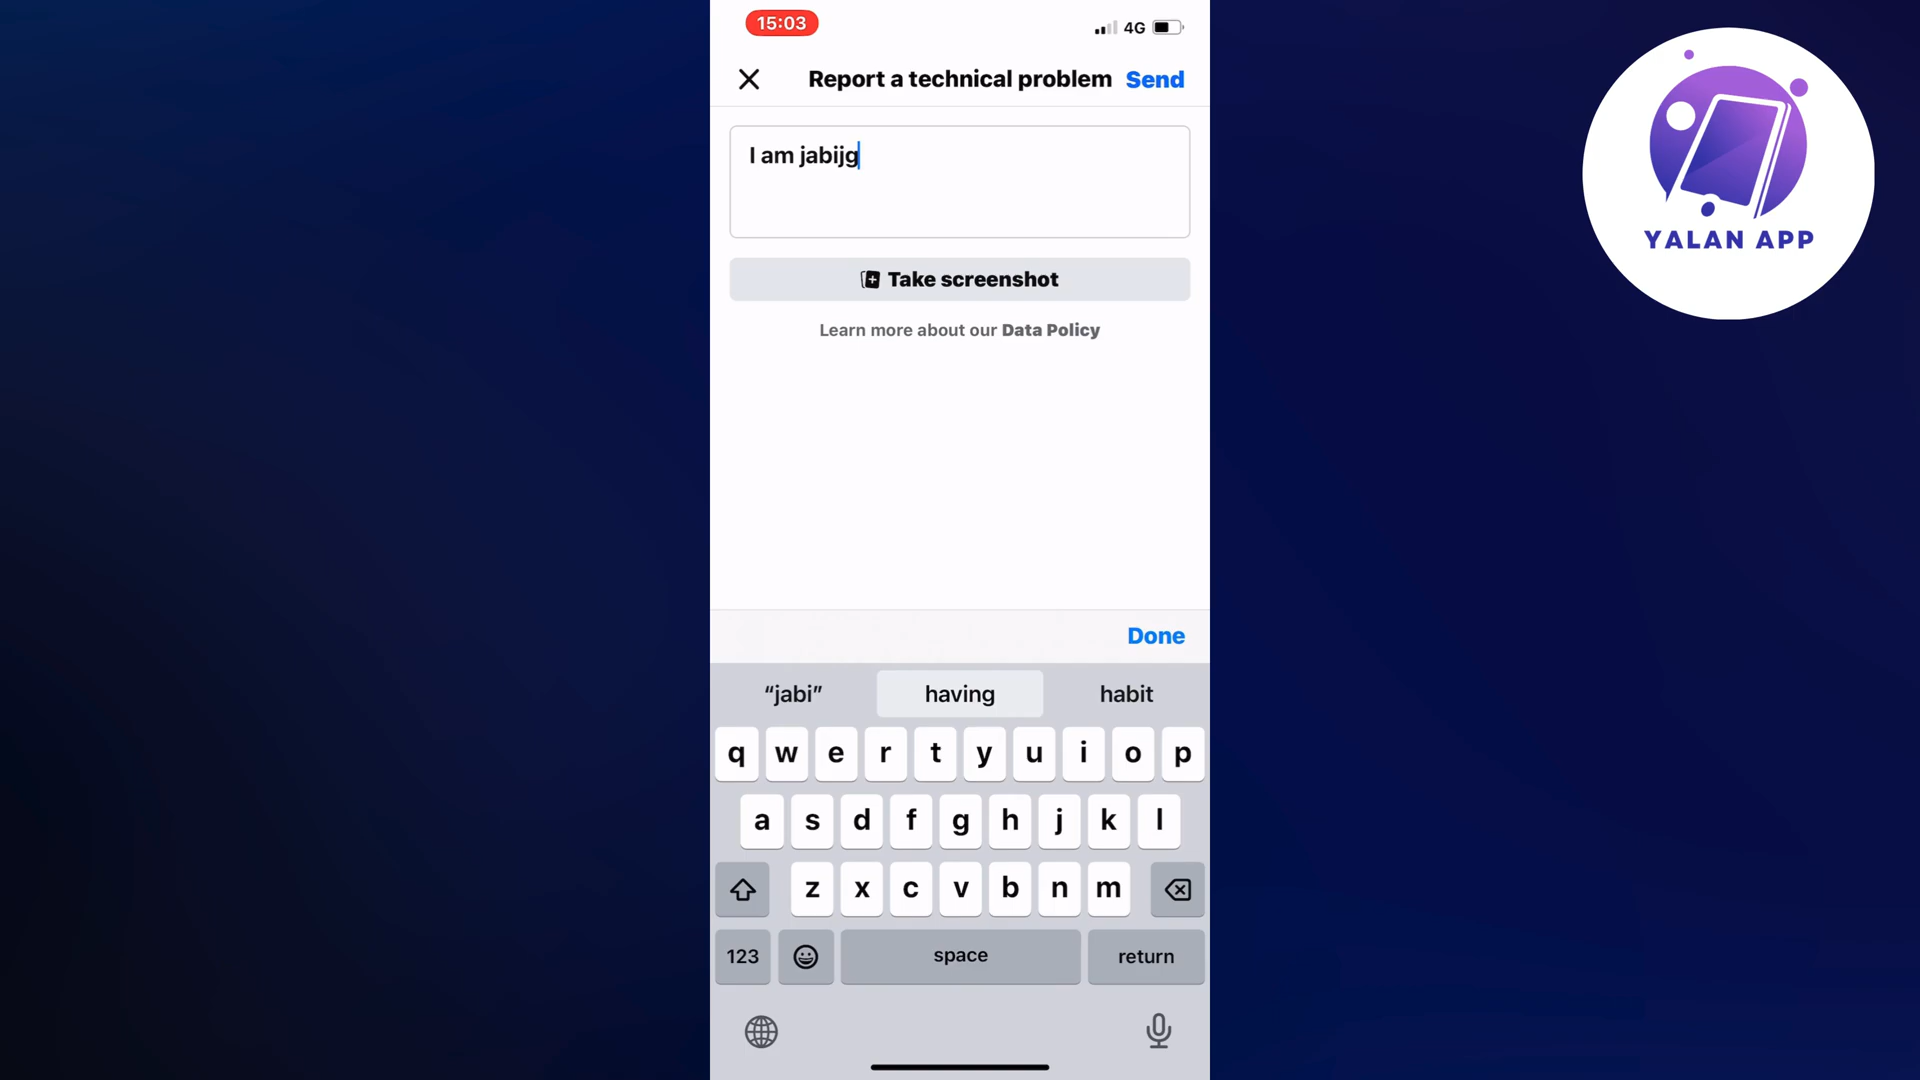 15:03
4G
Report a technical problem
Send
I am jabijg
Take screenshot
Learn more about our Data Policy
Done
"jabi"
having
habit
q w e r t y u i o p
a s d f g h j k l
z x c v b n m
123
space
return
YALAN APP